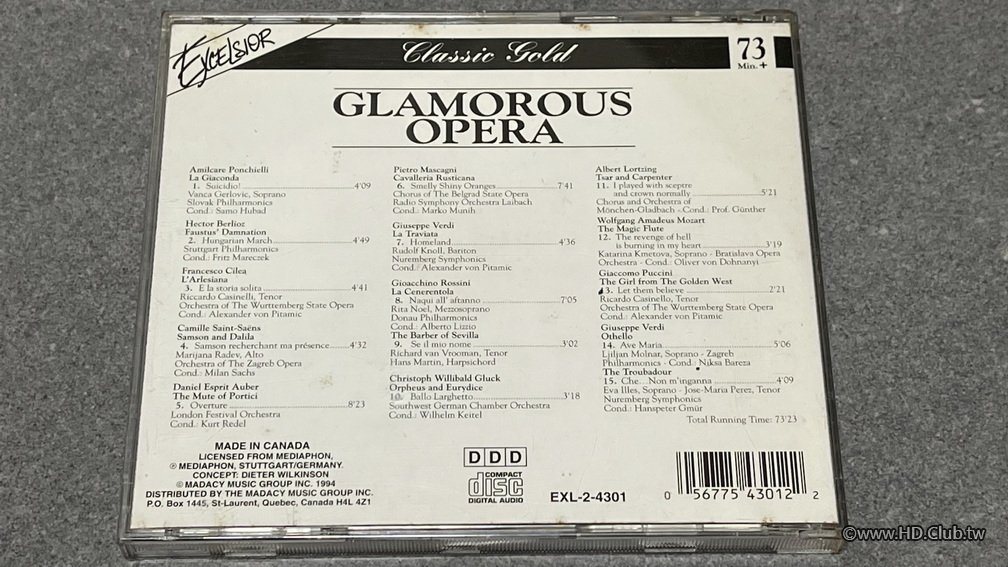 EXCELSIOR
Classic Gold
73
Min. +
GLAMOROUS
OPERA
Amilcare Ponchielli
La Giaconda
1. Suicidio! 4'09
Vanca Gerlovic, Soprano
Slovak Philharmonics
Cond.: Samo Hubad
Hector Berlioz
Faustus' Damnation
2. Hungarian March 4'49
Stuttgart Philharmonics
Cond.: Fritz Mareczek
Francesco Cilea
L'Arlesiana
3. E la storia solita 4'41
Riccardo Casinelli, Tenor
Orchestra of The Wurttemberg State Opera
Cond.: Alexander von Pitamic
Camille Saint-Saëns
Samson and Dalila
4. Samson recherchant ma présence 4'32
Marijana Radev, Alto
Orchestra of The Zagreb Opera
Cond.: Milan Sachs
Daniel Esprit Auber
The Mute of Portici
5. Overture 8'23
London Festival Orchestra
Cond.: Kurt Redel
Pietro Mascagni
Cavalleria Rusticana
6. Smelly Shiny Oranges 7'41
Chorus of The Belgrad State Opera
Radio Symphony Orchestra Laibach
Cond.: Marko Munih
Giuseppe Verdi
La Traviata
7. Homeland 4'36
Rudolf Knoll, Bariton
Nuremberg Symphonics
Cond.: Alexander von Pitamic
Gioacchino Rossini
La Cenerentola
8. Naqui all' affanno 7'05
Rita Noel, Mezzosoprano
Donau Philharmonics
Cond.: Alberto Lizzio
The Barber of Sevilla
9. Se il mio nome 3'02
Richard van Vrooman, Tenor
Hans Martin, Harpsichord
Christoph Willibald Gluck
Orpheus and Eurydice
10. Ballo Larghetto 3'18
Southwest German Chamber Orchestra
Cond.: Wilhelm Keitel
Albert Lortzing
Tsar and Carpenter
11. I played with sceptre
and crown normally 5'21
Chorus and Orchestra of
Mönchen-Gladbach - Cond.: Prof. Günther
Wolfgang Amadeus Mozart
The Magic Flute
12. The revenge of hell
is burning in my heart 3'19
Katarina Kmetova, Soprano - Bratislava Opera
Orchestra - Cond.: Oliver von Dohnanyi
Giaccomo Puccini
The Girl from The Golden West
13. Let them believe 2'21
Ricardo Casinello, Tenor
Orchestra of The Wurttemberg State Opera
Cond.: Alexander von Pitamic
Giuseppe Verdi
Othello
14. Ave Maria 5'06
Liljan Molnar, Soprano - Zagreb
Philharmonics - Cond.: Niksa Bareza
The Troubadour
15. Che... Non m'inganna 4'09
Eva Illes, Soprano - Jose-Maria Perez, Tenor
Nuremberg Symphonics
Cond.: Hanspeter Gmür
Total Running Time: 73'23
MADE IN CANADA
LICENSED FROM MEDIAPHON,
℗ MEDIAPHON, STUTTGART/GERMANY.
CONCEPT: DIETER WILKINSON
© MADACY MUSIC GROUP INC. 1994
DISTRIBUTED BY THE MADACY MUSIC GROUP INC.
P.O. Box 1445, St-Laurent, Quebec, Canada H4L 4Z1
DDD
COMPACT
disc
DIGITAL AUDIO
EXL-2-4301
0 56775 43012 2
©www.HD.Club.tw